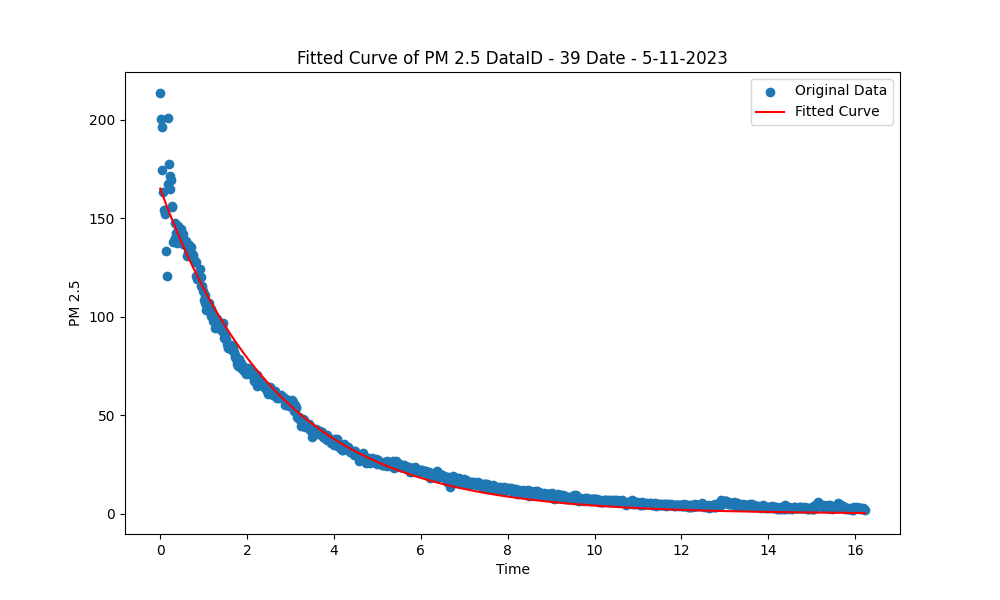 Fitted Curve of PM 2.5 DataID - 39 Date - 5-11-2023
Original Data
Fitted Curve
200
150
100
50
0
PM 2.5
0 2 4 6 8 10 12 14 16
Time